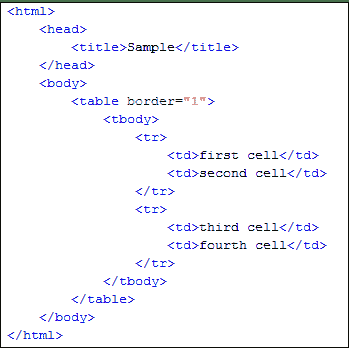 <html>
    <head>
        <title>Sample</title>
    </head>
    <body>
        <table border="1">
            <tbody>
                <tr>
                    <td>first cell</td>
                    <td>second cell</td>
                </tr>
                <tr>
                    <td>third cell</td>
                    <td>fourth cell</td>
                </tr>
            </tbody>
        </table>
    </body>
</html>